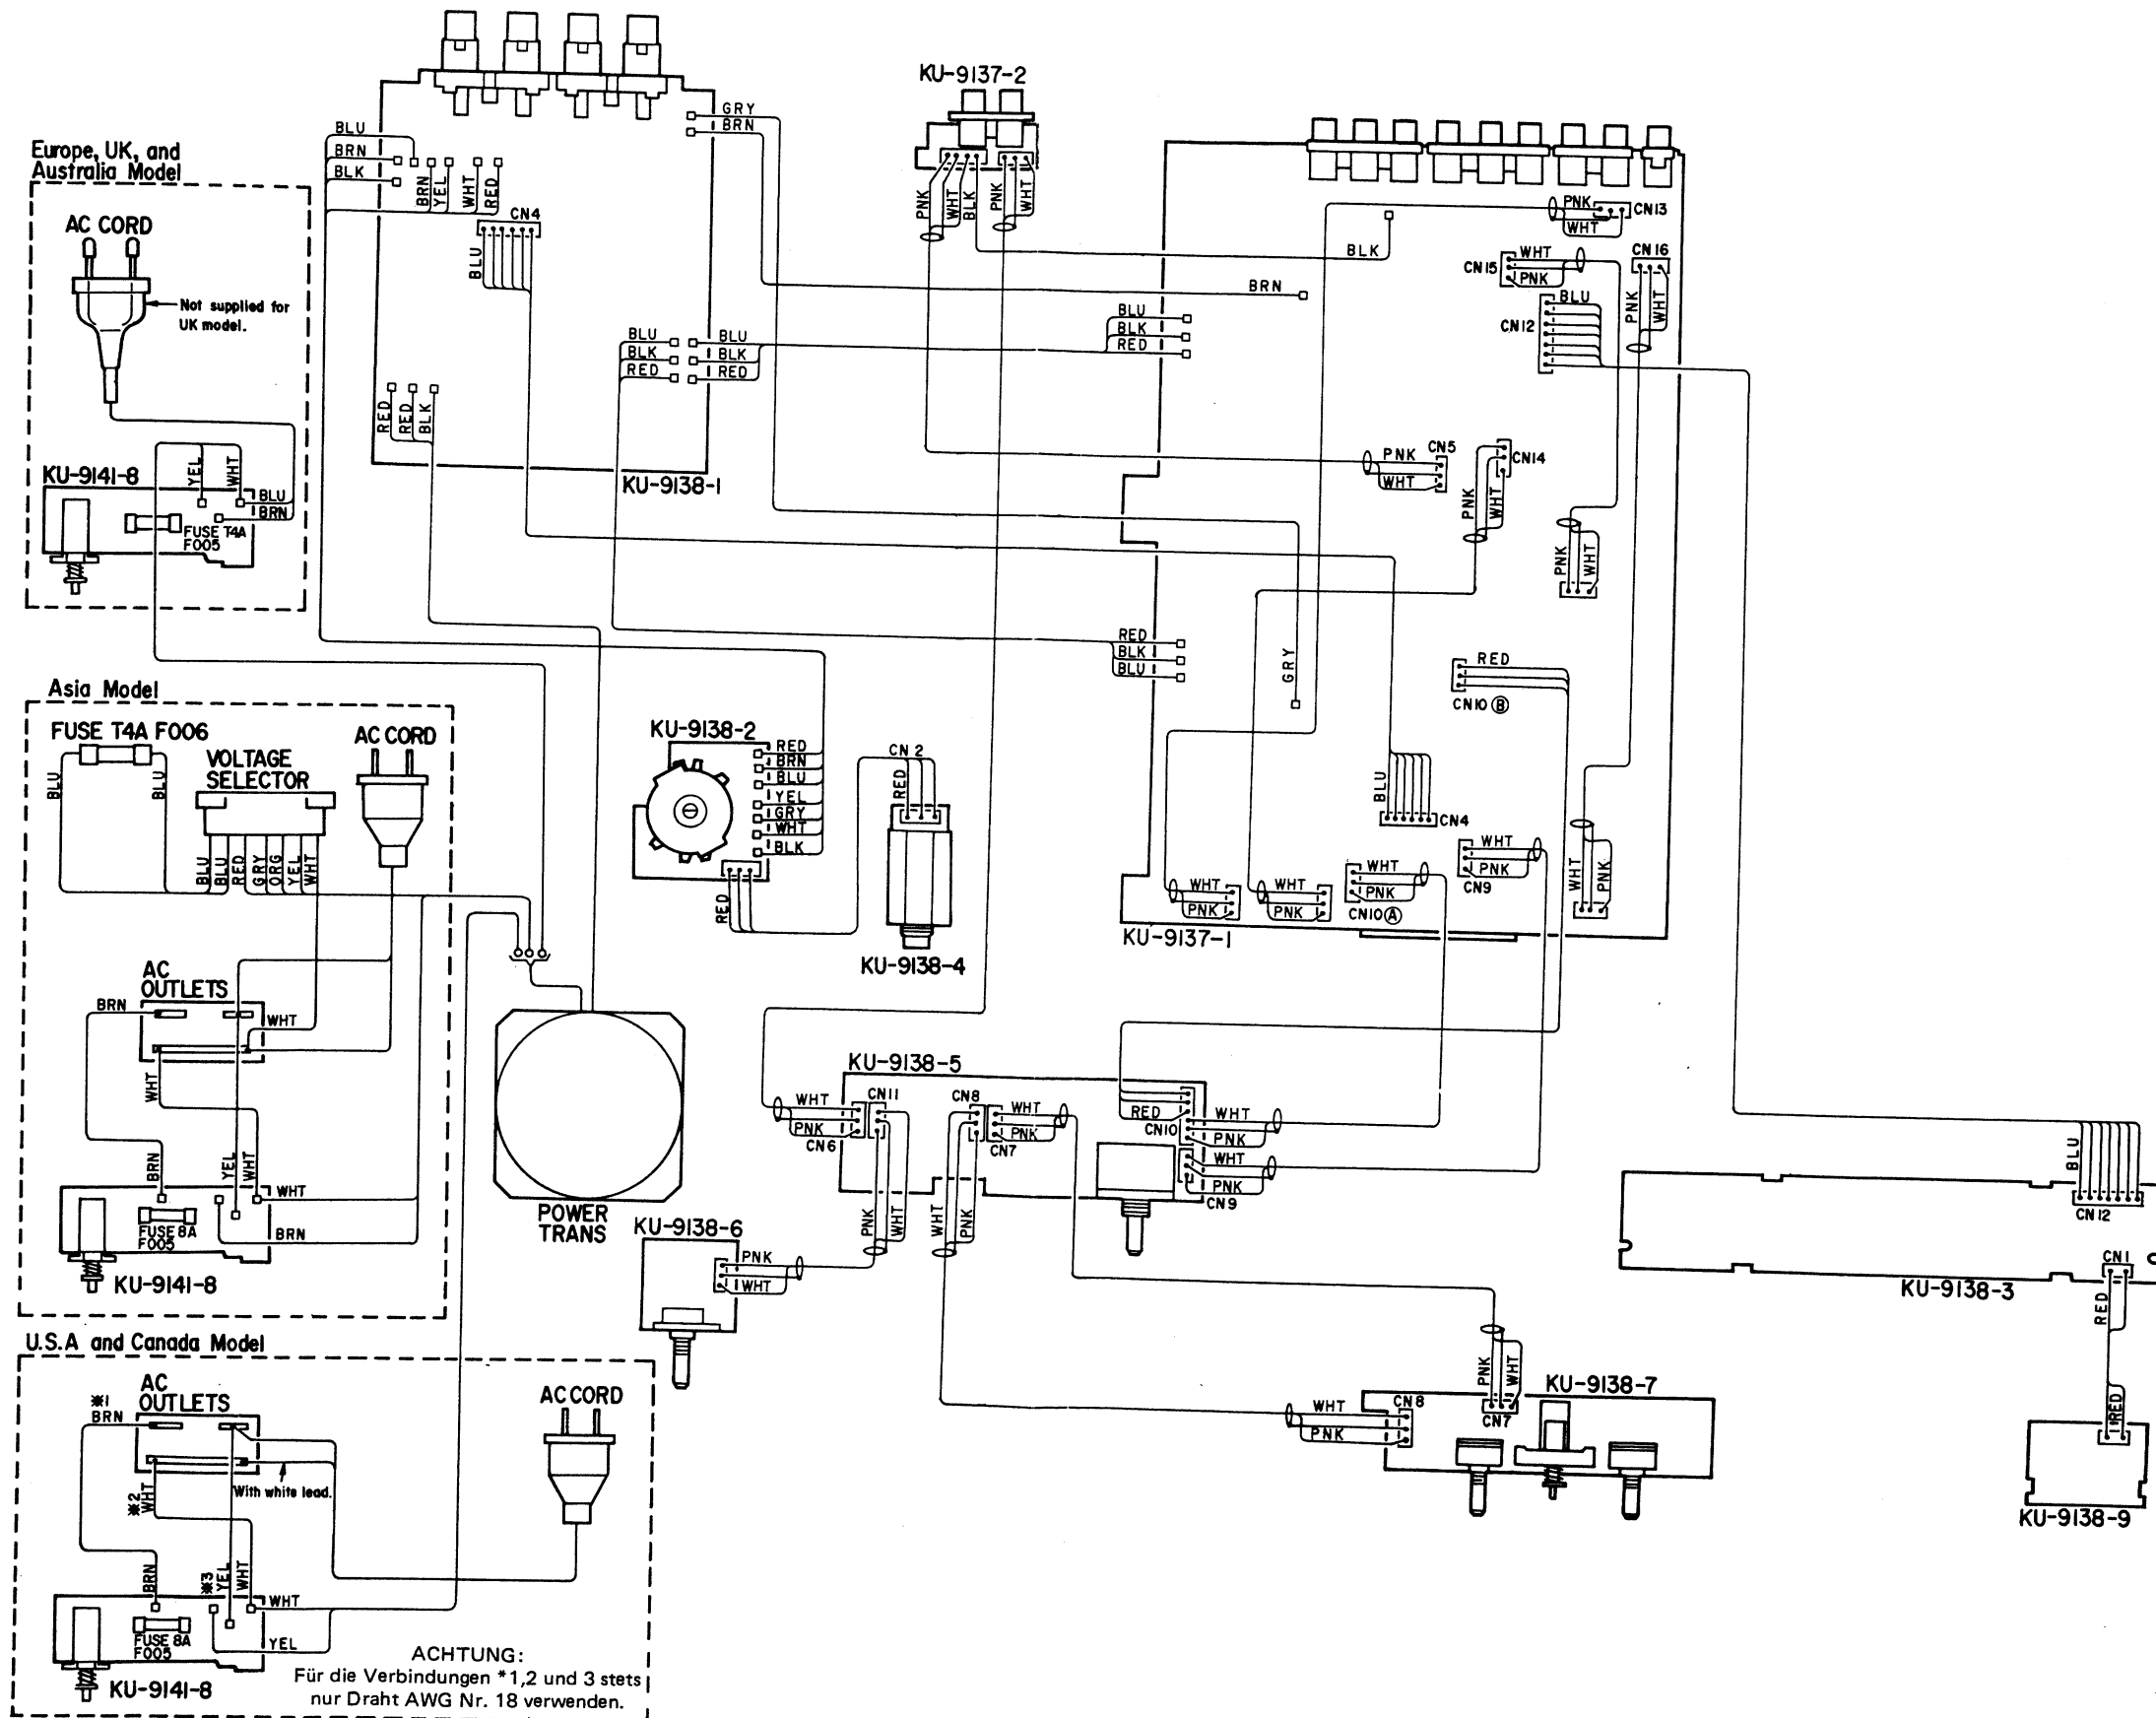 Europe, UK, and
Australia Model
AC CORD
Not supplied for
UK model.
YEL
WHT
KU-9141-8
BLU
BRN
FUSE T4A
F005
Asia Model
FUSE T4A F006
VOLTAGE
SELECTOR
AC CORD
BLU
BLU
BLU
BLU
RED
GRY
ORG
YEL
WHT
AC
OUTLETS
BRN
WHT
WHT
BRN
YEL
WHT
WHT
FUSE 8A
F005
BRN
KU-9141-8
U.S.A and Canada Model
AC
OUTLETS
※1
BRN
AC CORD
※2
WHT
With white lead.
BRN
※3
YEL
WHT
WHT
FUSE 8A
F005
YEL
KU-9141-8
ACHTUNG:
Für die Verbindungen *1,2 und 3 stets
nur Draht AWG Nr. 18 verwenden.
BLU
BRN
BLK
BRN
YEL
WHT
RED
CN4
BLU
GRY
BRN
BLU
BLK
RED
BLU
BLK
RED
RED
RED
BLK
KU-9138-1
KU-9137-2
PNK
WHT
BLK
PNK
WHT
BLK
BRN
BLU
BLK
RED
PNK
WHT
CN13
CN15
WHT
PNK
CN16
PNK
WHT
CN12
BLU
PNK
WHT
CN5
CN14
PNK
WHT
PNK
WHT
RED
BLK
BLU
GRY
RED
CN10 Ⓑ
BLU
CN4
WHT
PNK
CN9
WHT
PNK
CN10Ⓐ
WHT
PNK
WHT
PNK
WHT
PNK
KU-9137-1
KU-9138-2
RED
BRN
BLU
YEL
GRY
WHT
BLK
RED
CN 2
RED
KU-9138-4
POWER
TRANS
KU-9138-5
WHT
PNK
CN6
CN11
CN8
WHT
PNK
CN7
RED
CN10
WHT
PNK
WHT
PNK
CN9
PNK
WHT
WHT
PNK
KU-9138-6
PNK
WHT
PNK
WHT
KU-9138-7
CN7
WHT
PNK
CN8
BLU
CN12
CN1
KU-9138-3
RED
RED
KU-9138-9